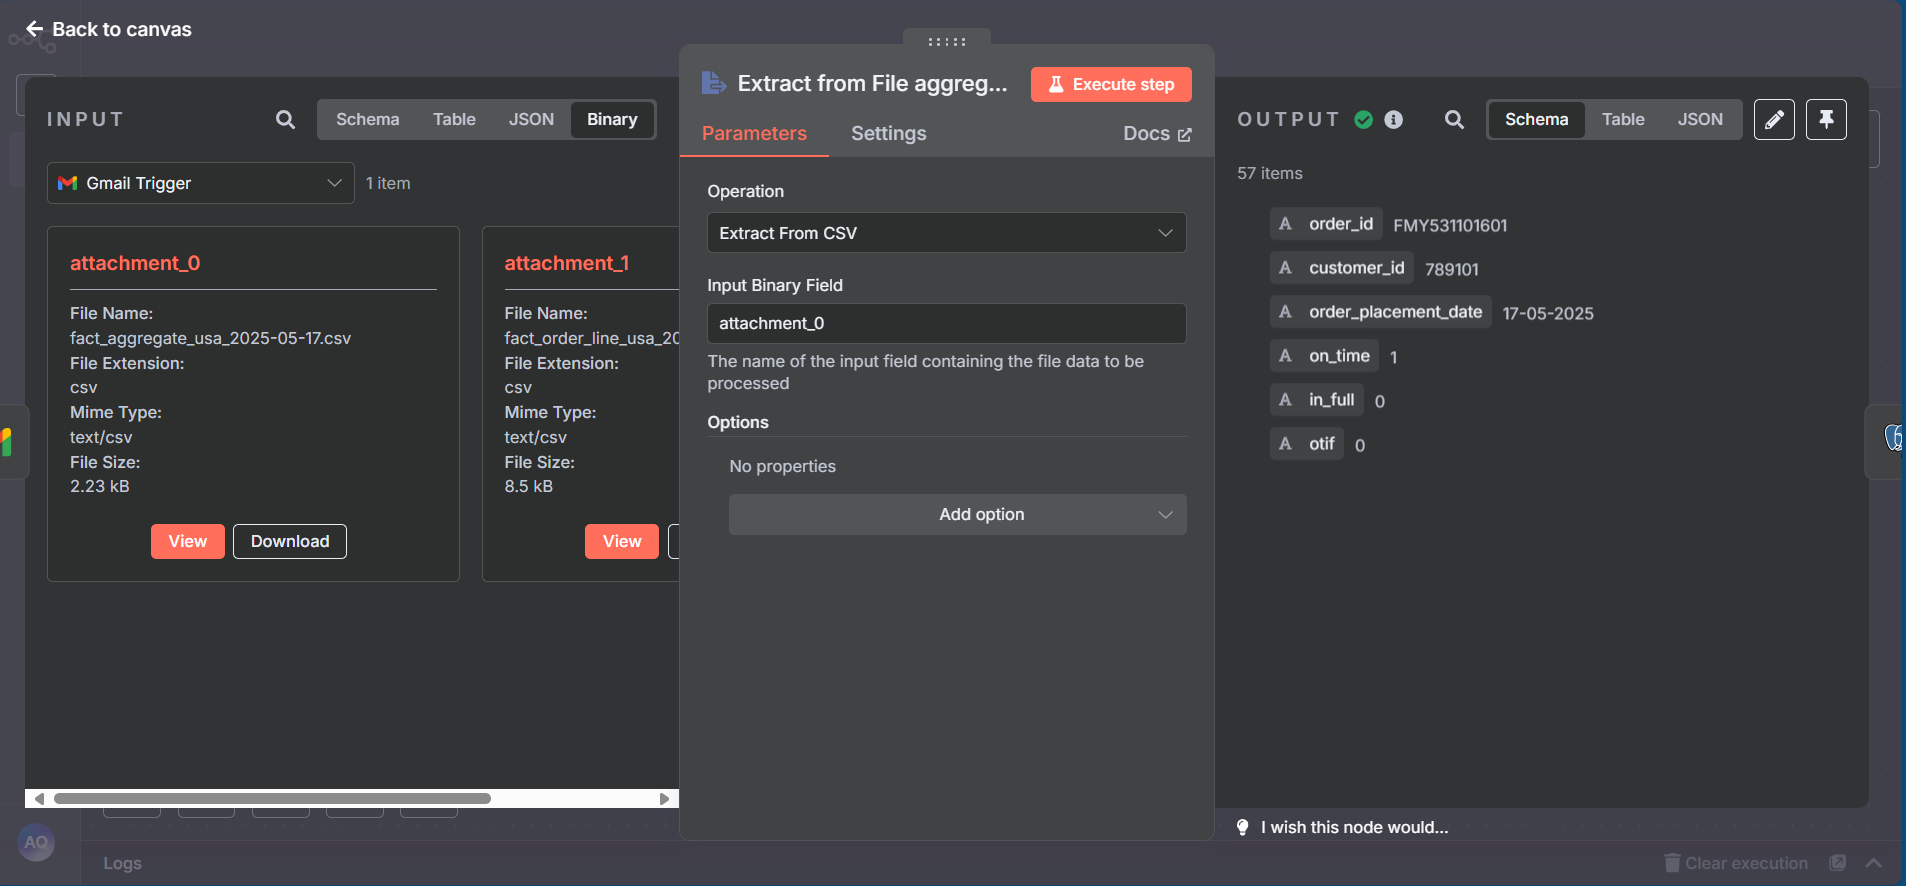 Back to canvas
INPUT
Schema
Table
JSON
Binary
Gmail Trigger
1 item
attachment_0
File Name:
fact_aggregate_usa_2025-05-17.csv
File Extension:
csv
Mime Type:
text/csv
File Size:
2.23 kB
View
Download
attachment_1
File Name:
fact_order_line_usa_20
File Extension:
csv
Mime Type:
text/csv
File Size:
8.5 kB
View
Extract from File aggreg...
Execute step
Parameters
Settings
Docs
Operation
Extract From CSV
Input Binary Field
attachment_0
The name of the input field containing the file data to be
processed
Options
No properties
Add option
OUTPUT
Schema
Table
JSON
57 items
A order_id FMY531101601
A customer_id 789101
A order_placement_date 17-05-2025
A on_time 1
A in_full 0
A otif 0
I wish this node would...
AO
Logs
Clear execution